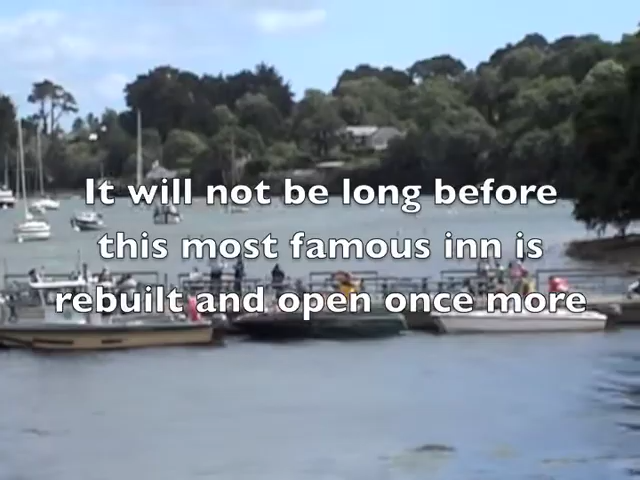 It will not be long before
this most famous inn is
rebuilt and open once more